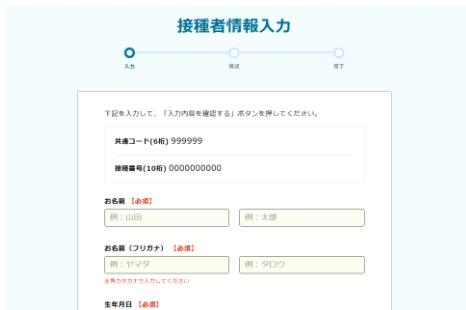 接種者情報入力
入力 確認 完了
下記を入力して、「入力内容を確認する」ボタンを押してください。
共通コード(6桁) 999999
接種番号(10桁) 0000000000
お名前 【必須】
例：山田 例：太郎
お名前（フリガナ） 【必須】
例：ヤマダ 例：タロウ
全角カタカナで入力してください
生年月日 【必須】